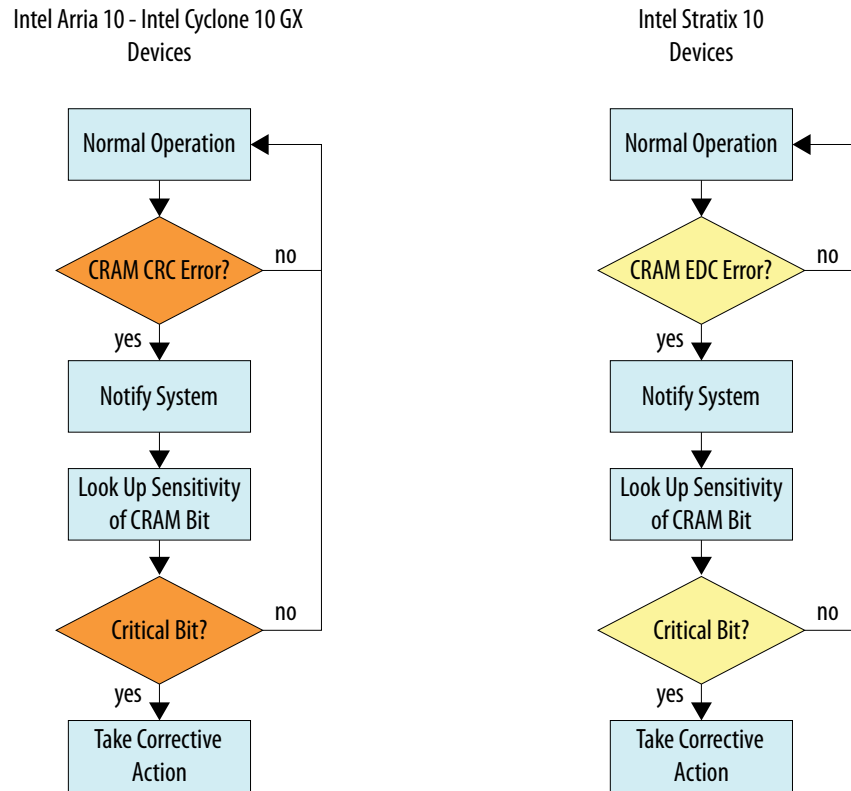 Intel Arria 10 - Intel Cyclone 10 GX
Devices
Normal Operation
CRAM CRC Error?
no
yes
Notify System
Look Up Sensitivity
of CRAM Bit
Critical Bit?
no
yes
Take Corrective
Action
Intel Stratix 10
Devices
Normal Operation
CRAM EDC Error?
no
yes
Notify System
Look Up Sensitivity
of CRAM Bit
Critical Bit?
no
yes
Take Corrective
Action